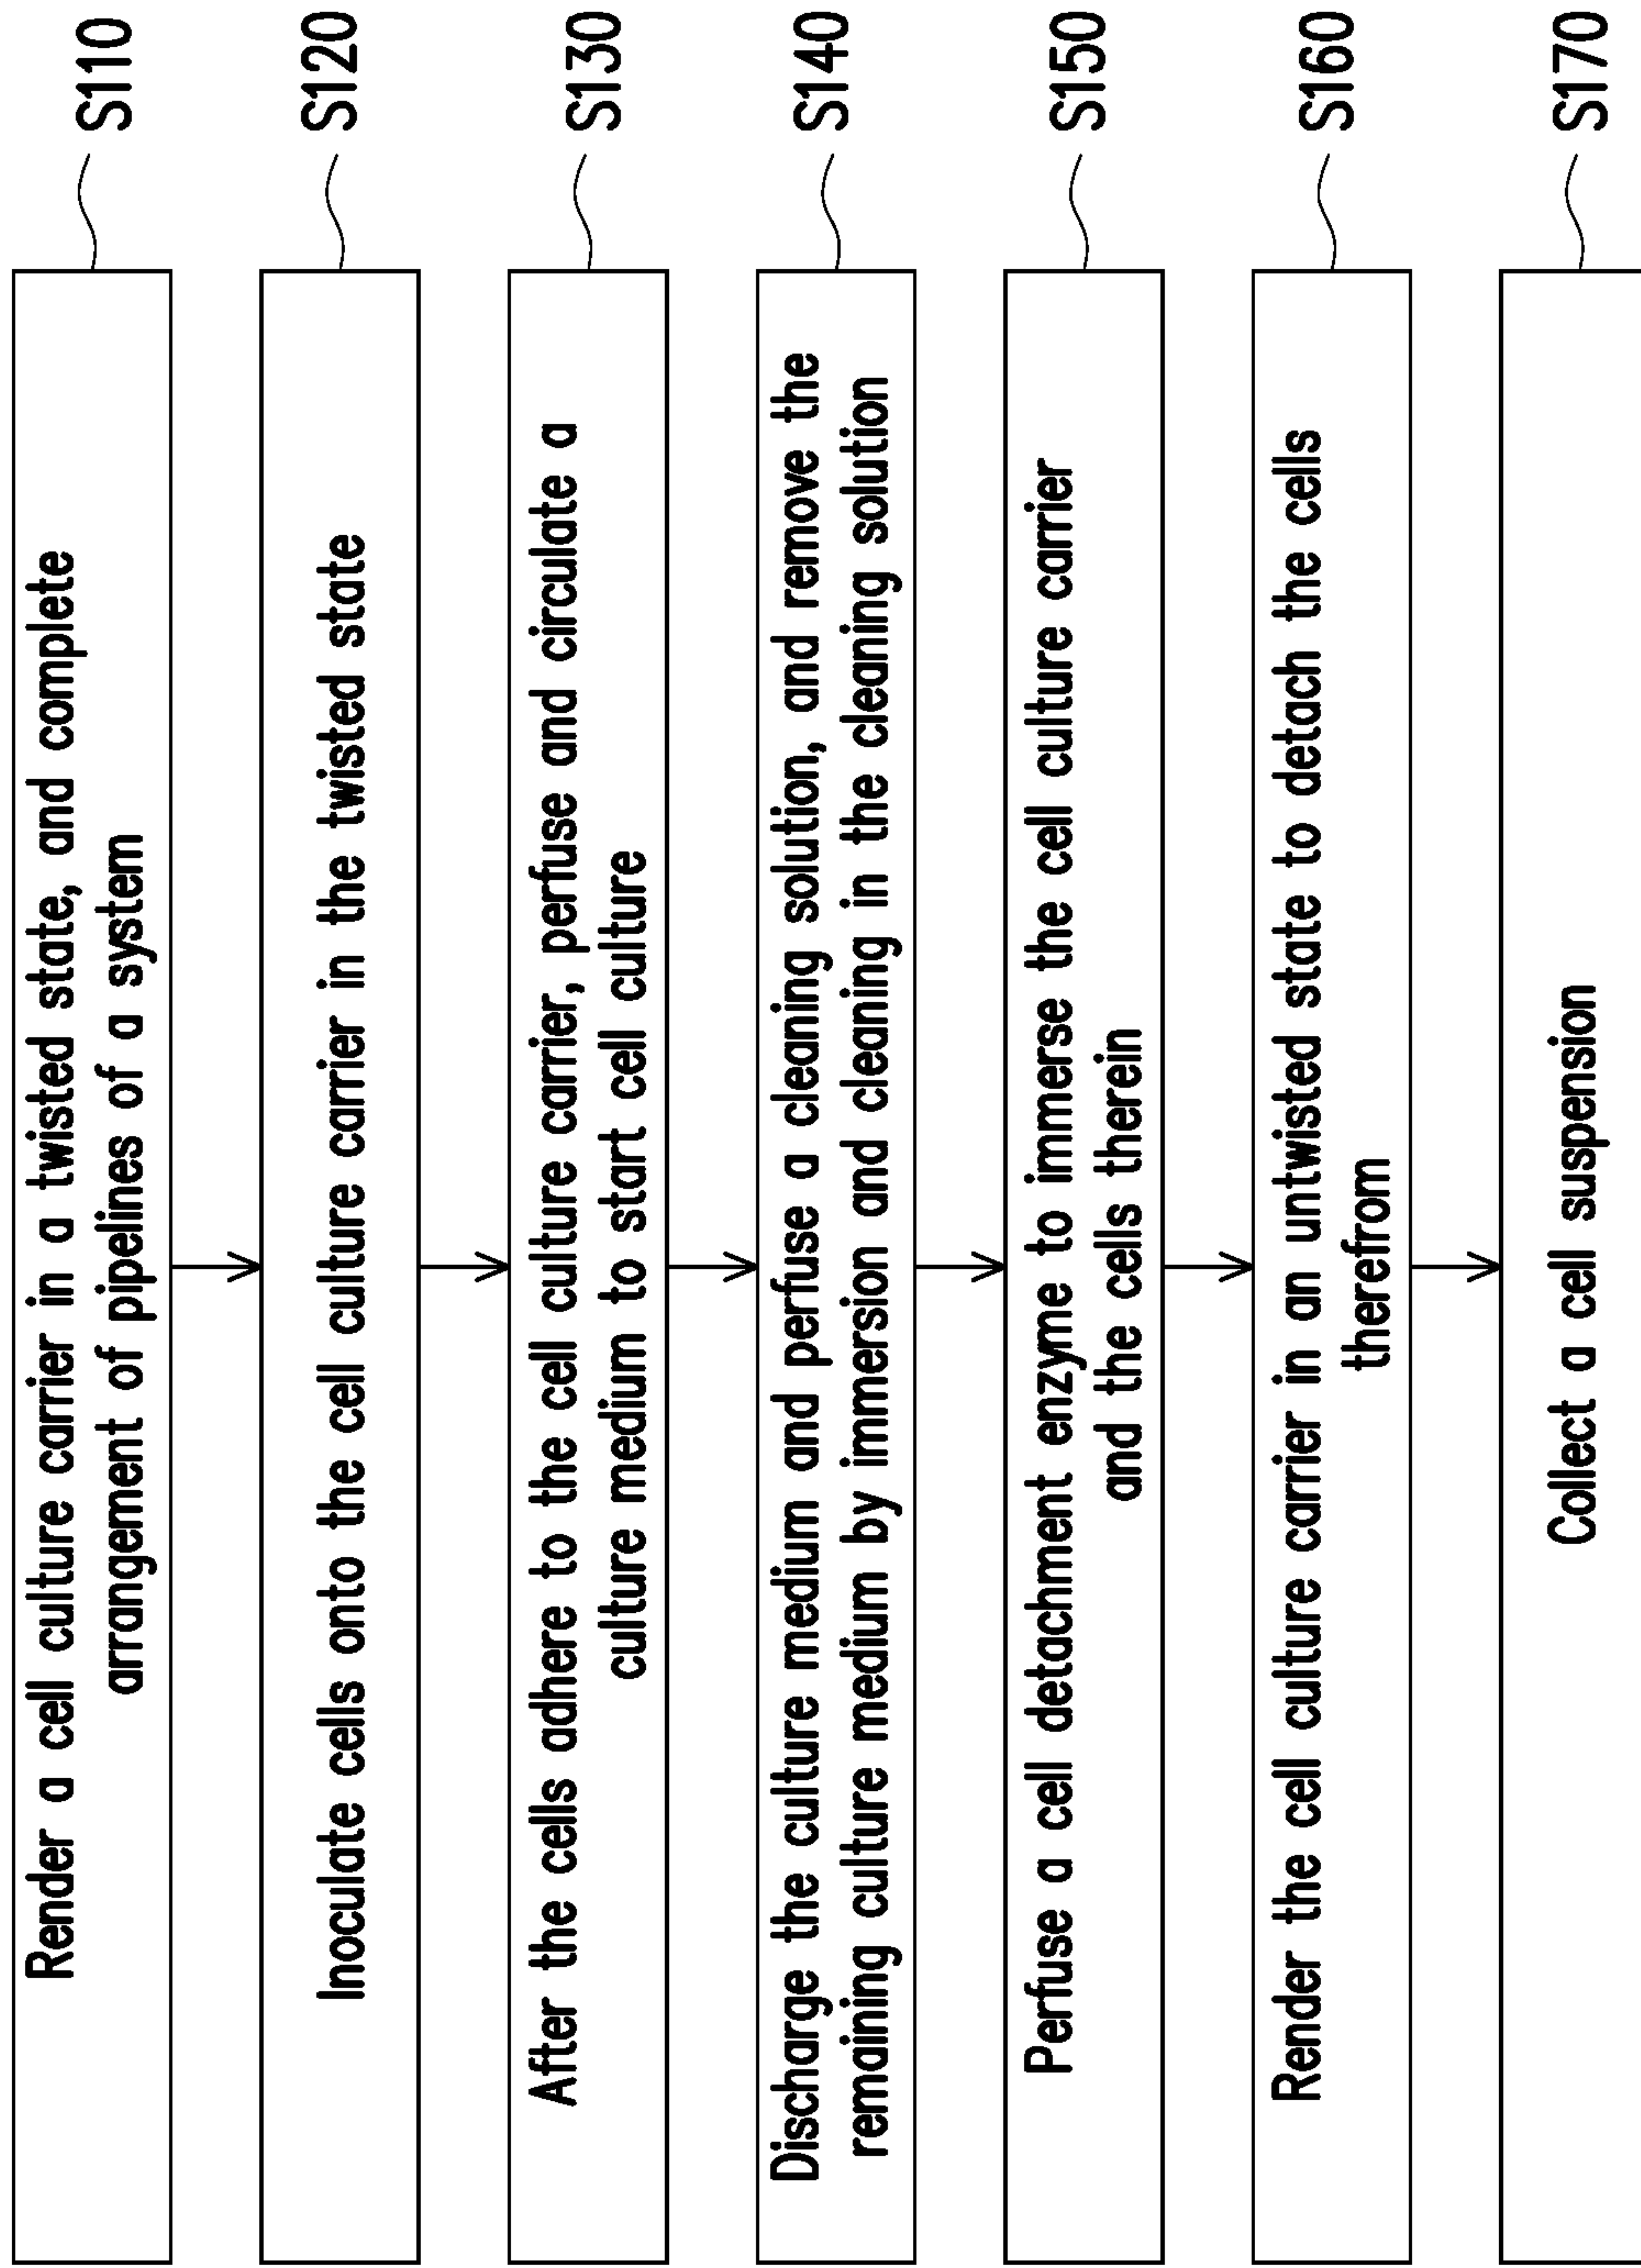 Render a cell culture carrier in a twisted state, and complete
arrangement of pipelines of a system
S110
Inoculate cells onto the cell culture carrier in the twisted state
S120
After the cells adhere to the cell culture carrier, perfuse and circulate a
culture medium to start cell culture
S130
Discharge the culture medium and perfuse a cleaning solution, and remove the
remaining culture medium by immersion and cleaning in the cleaning solution
S140
Perfuse a cell detachment enzyme to immerse the cell culture carrier
and the cells therein
S150
Render the cell culture carrier in an untwisted state to detach the cells
therefrom
S160
Collect a cell suspension
S170